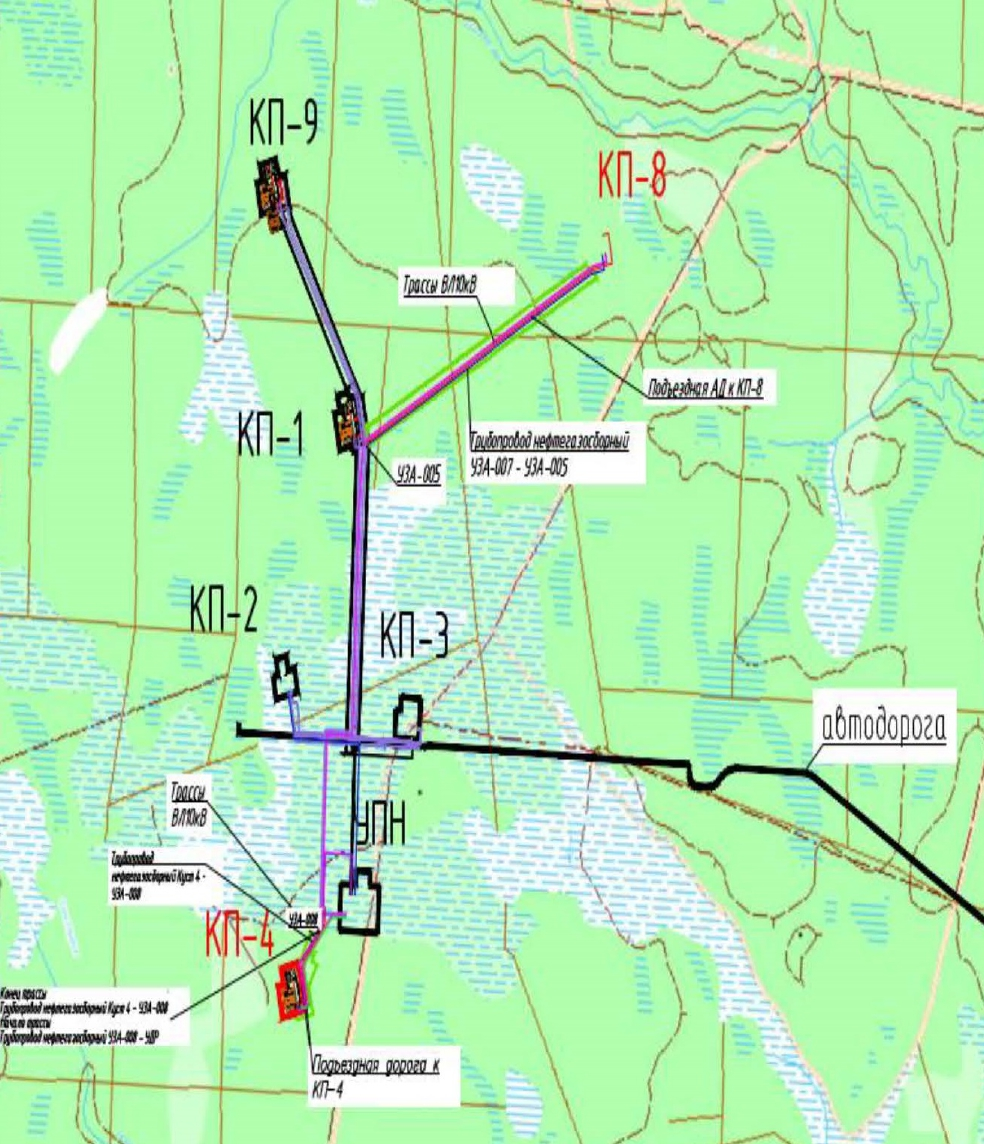 КП-9
КП-8
Трассы ВЛ10кВ
Подъездная АД к КП-8
КП-1
Трубопровод нефтегазосборный
УЗА-007 - УЗА-005
УЗА-005
КП-2
КП-3
автодорога
Трассы
ВЛ10кВ
УПН
Трубопровод
нефтегазосборный Куст 4 -
УЗА-008
УЗА-008
КП-4
Конец трассы
Трубопровод нефтегазосборный Куст 4 - УЗА-008
Начало трассы
Трубопровод нефтегазосборный УЗА-008 - УДР
Подъездная дорога к
КП-4